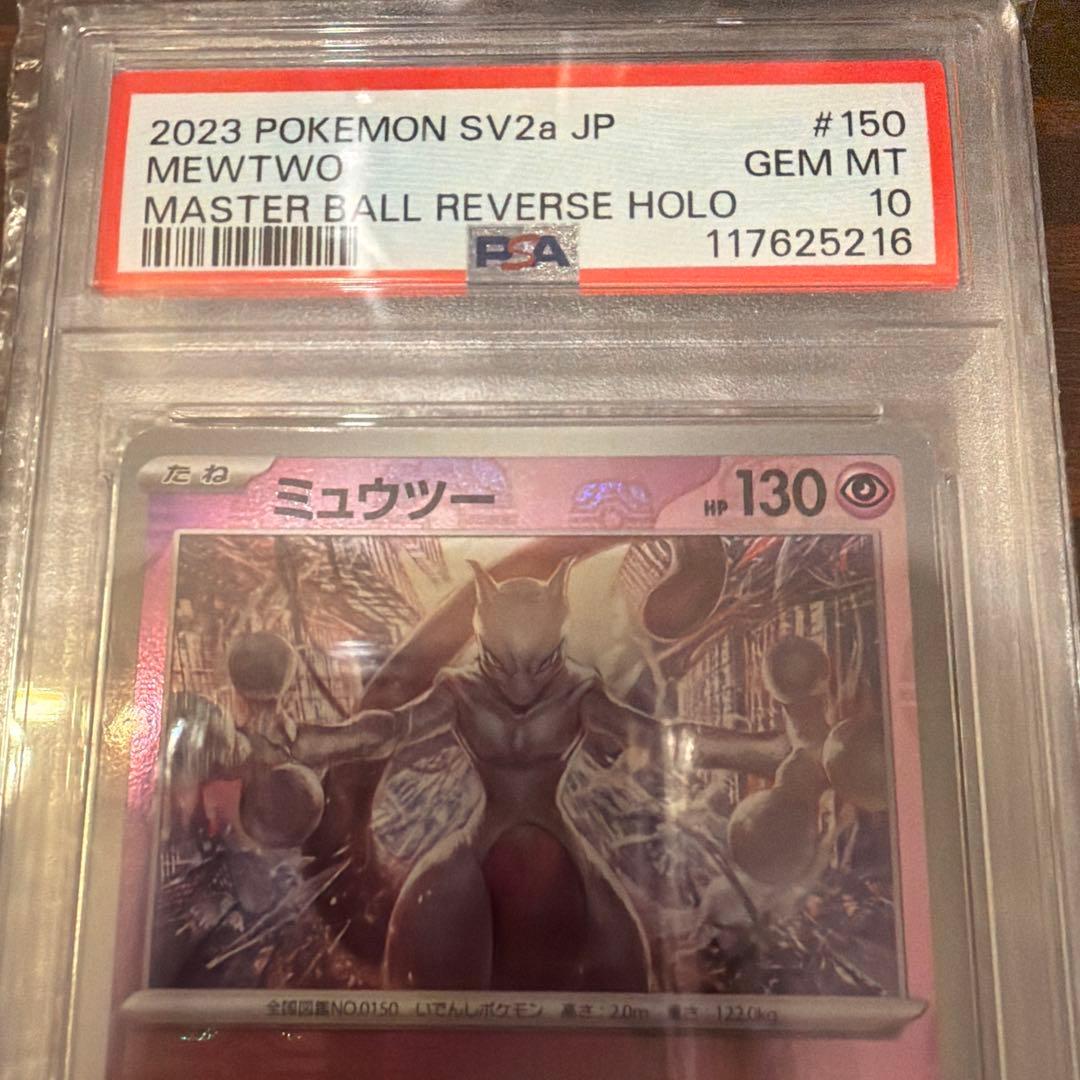 2023 POKEMON SV2a JP #150
MEWTWO GEM MT
MASTER BALL REVERSE HOLO 10
PSA 117625216
たね ミュウツー HP 130
全国図鑑NO.0150 いでんしポケモン 高さ:2.0m 重さ:122.0kg